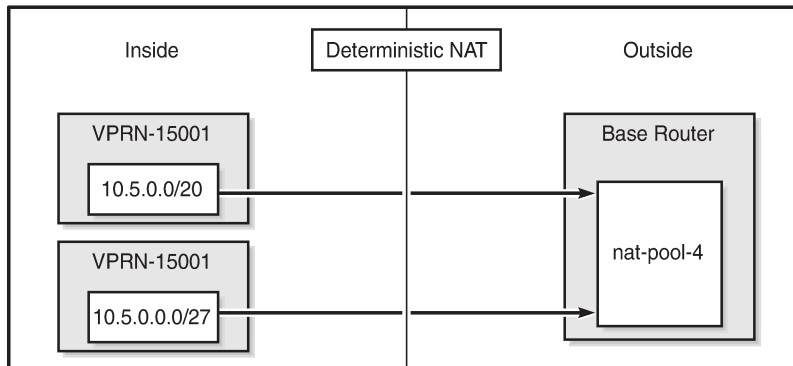 Inside
Deterministic NAT
Outside
VPRN-15001
10.5.0.0/20
VPRN-15001
10.5.0.0.0/27
Base Router
nat-pool-4